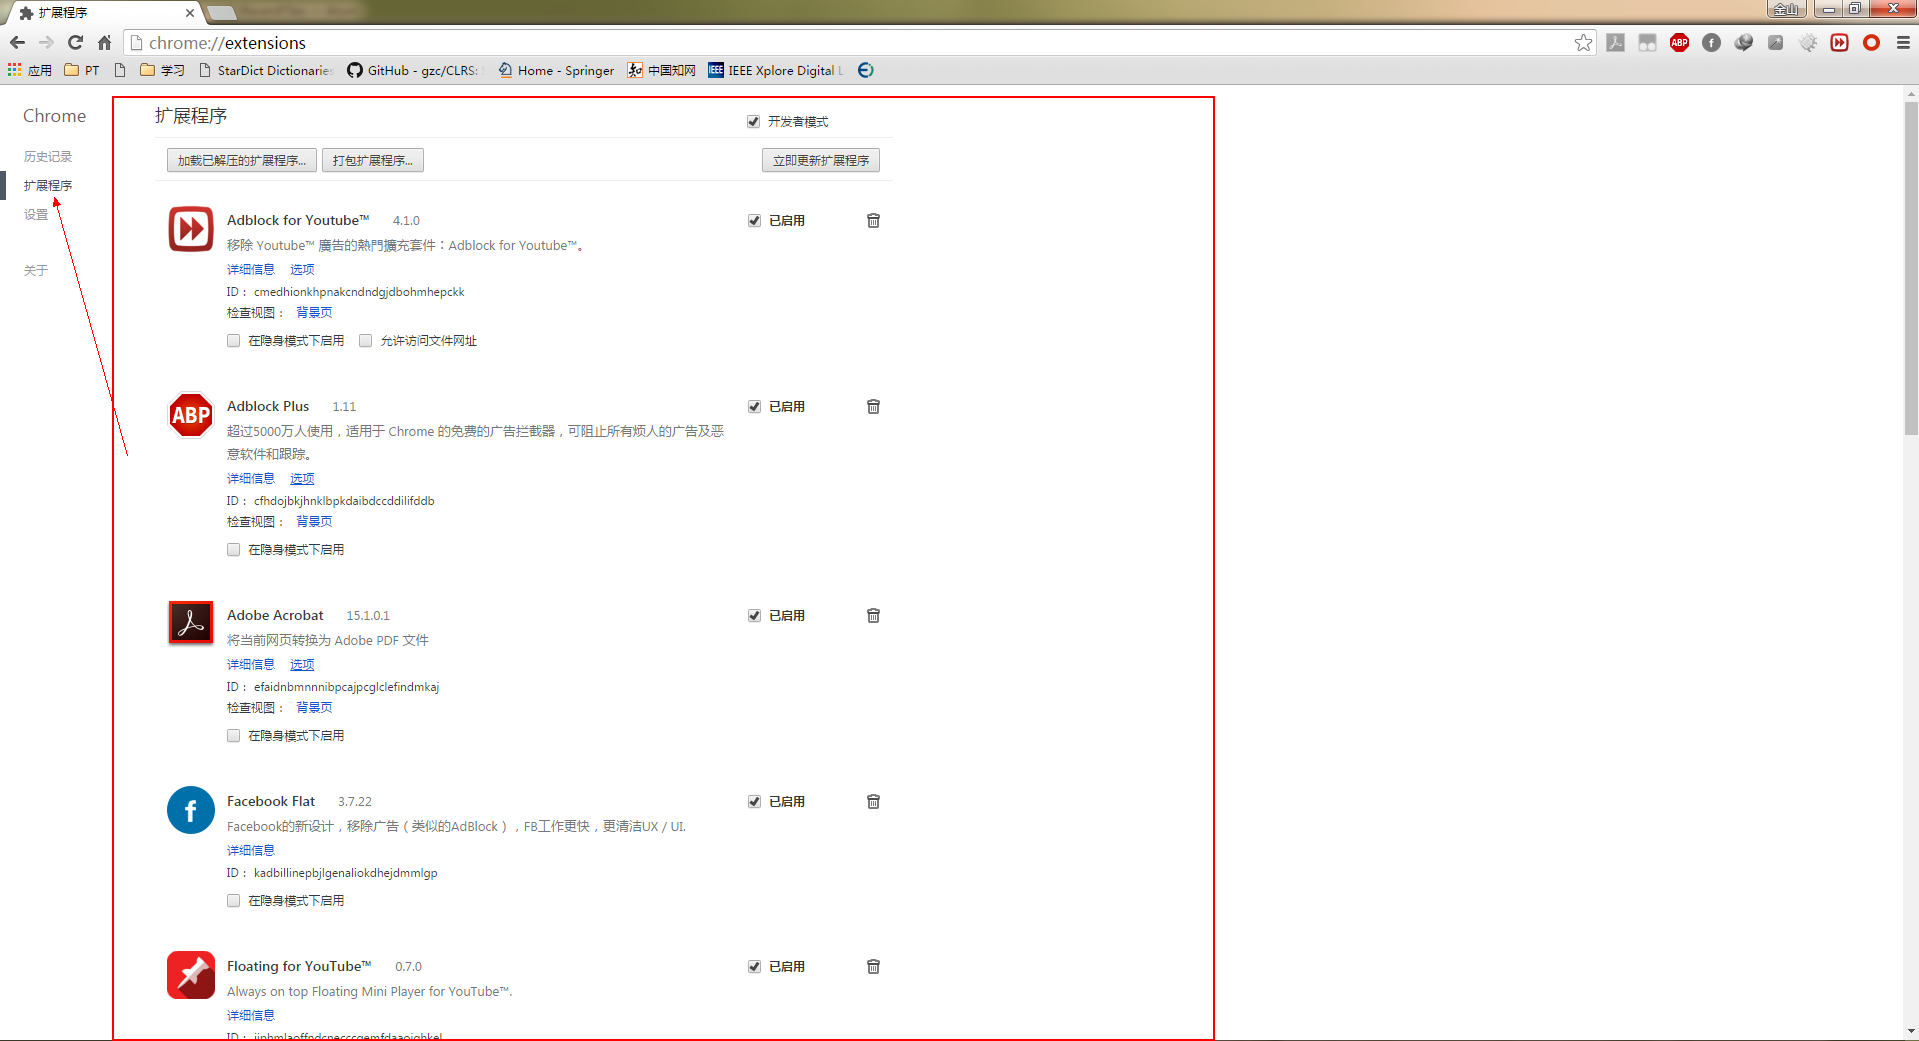 扩展程序
金山
chrome://extensions
应用 PT 学习 StarDict Dictionaries GitHub - gzc/CLRS: Home - Springer 中国知网 IEEE Xplore Digital L
Chrome
历史记录
扩展程序
设置
关于
扩展程序
开发者模式
加载已解压的扩展程序... 打包扩展程序... 立即更新扩展程序
Adblock for Youtube™ 4.1.0 已启用
移除 Youtube™ 廣告的熱門擴充套件：Adblock for Youtube™。
详细信息 选项
ID： cmedhionkhpnakcndndgjdbohmhepckk
检查视图： 背景页
在隐身模式下启用 允许访问文件网址
ABP
Adblock Plus 1.11 已启用
超过5000万人使用，适用于 Chrome 的免费的广告拦截器，可阻止所有烦人的广告及恶
意软件和跟踪。
详细信息 选项
ID： cfhdojbkjhnklbpkdaibdccddilifddb
检查视图： 背景页
在隐身模式下启用
Adobe Acrobat 15.1.0.1 已启用
将当前网页转换为 Adobe PDF 文件
详细信息 选项
ID： efaidnbmnnnibpcajpcglclefindmkaj
检查视图： 背景页
在隐身模式下启用
Facebook Flat 3.7.22 已启用
Facebook的新设计，移除广告（类似的AdBlock），FB工作更快，更清洁UX / UI.
详细信息
ID： kadbillinepbjlgenaliokdhejdmmlgp
在隐身模式下启用
Floating for YouTube™ 0.7.0 已启用
Always on top Floating Mini Player for YouTube™.
详细信息